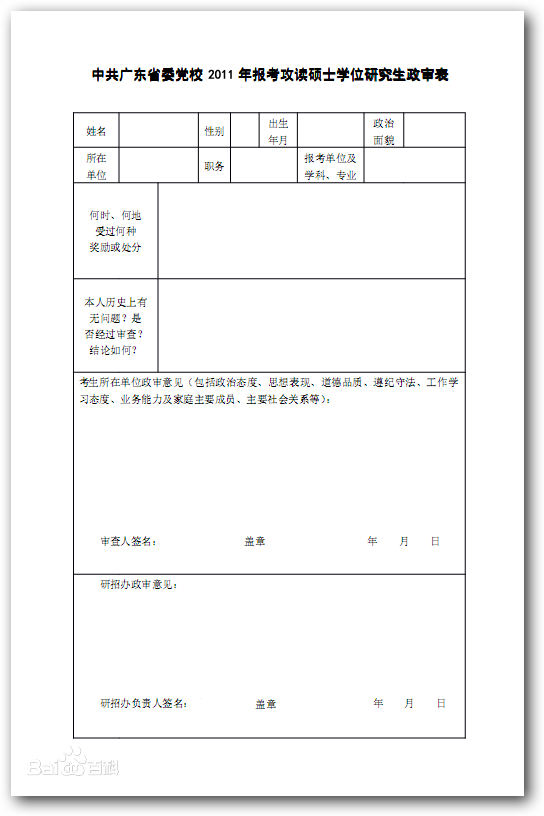 中共广东省委党校 2011 年报考攻读硕士学位研究生政审表
姓名 性别 出生年月 政治面貌
所在单位 职务 报考单位及学科、专业
何时、何地
受过何种
奖励或处分
本人历史上有
无问题？是
否经过审查？
结论如何？
考生所在单位政审意见（包括政治态度、思想表现、道德品质、遵纪守法、工作学
习态度、业务能力及家庭主要成员、主要社会关系等）：
审查人签名： 盖章 年 月 日
研招办政审意见：
研招办负责人签名： 盖章 年 月 日
Bai百科